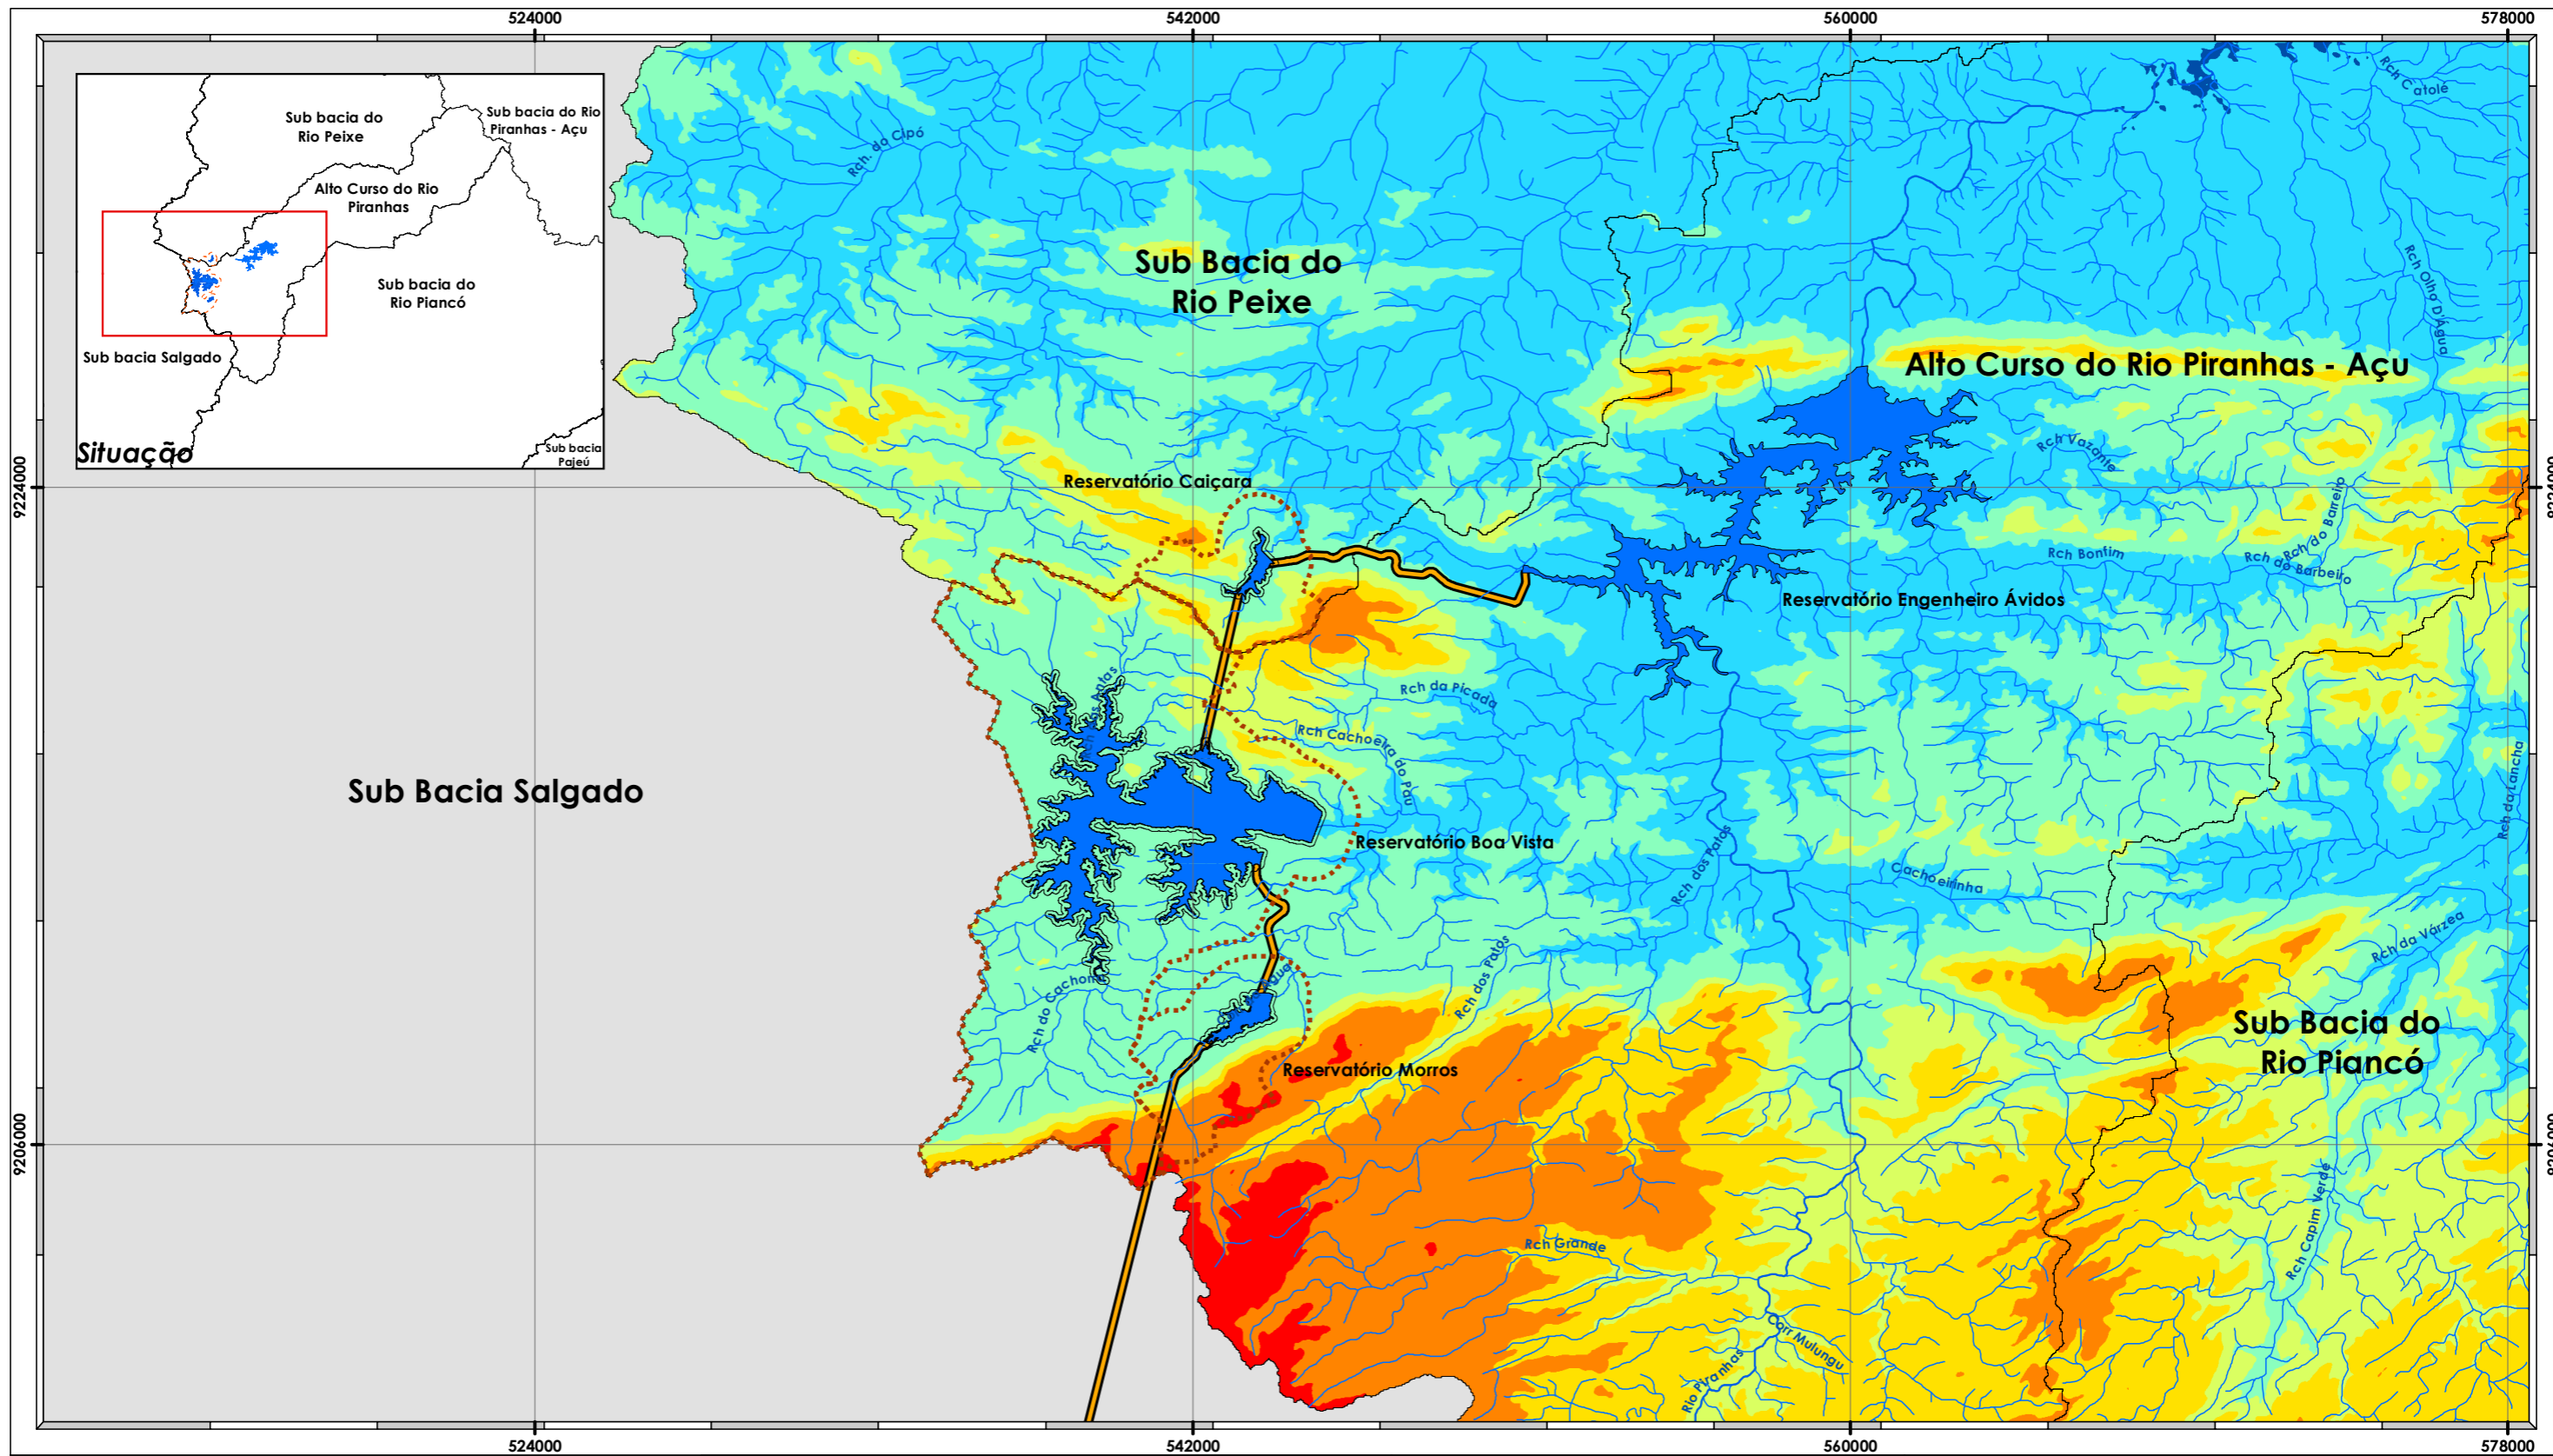 524000
542000
560000
578000
Sub bacia do
Rio Peixe
Sub bacia do Rio
Piranhas - Açu
Alto Curso do Rio
Piranhas
Sub bacia do
Rio Piancó
Sub bacia Salgado
Situação
Sub bacia
Pajeú
Rch. do Cipó
Rch Catolé
Sub Bacia do
Rio Peixe
Rch Olho D'Água
Alto Curso do Rio Piranhas - Açu
Rch Vazante
9224000
9224000
Reservatório Caiçara
Rch do Barreiro
Rch Bonfim
Rch do Barbeiro
Reservatório Engenheiro Ávidos
Antas
Rch da Picada
Rch Cachoeira do Pau
Rch da Lancha
Sub Bacia Salgado
Reservatório Boa Vista
Rch dos Patos
Cachoeirinha
Rch da Várzea
Rch do Cachorro
Rch dos Patos
Sub Bacia do
Rio Piancó
Reservatório Morros
9206000
9206000
Rch Capim Verde
Rch Grande
Corr Mulungu
Rio Piranhas
524000
542000
560000
578000